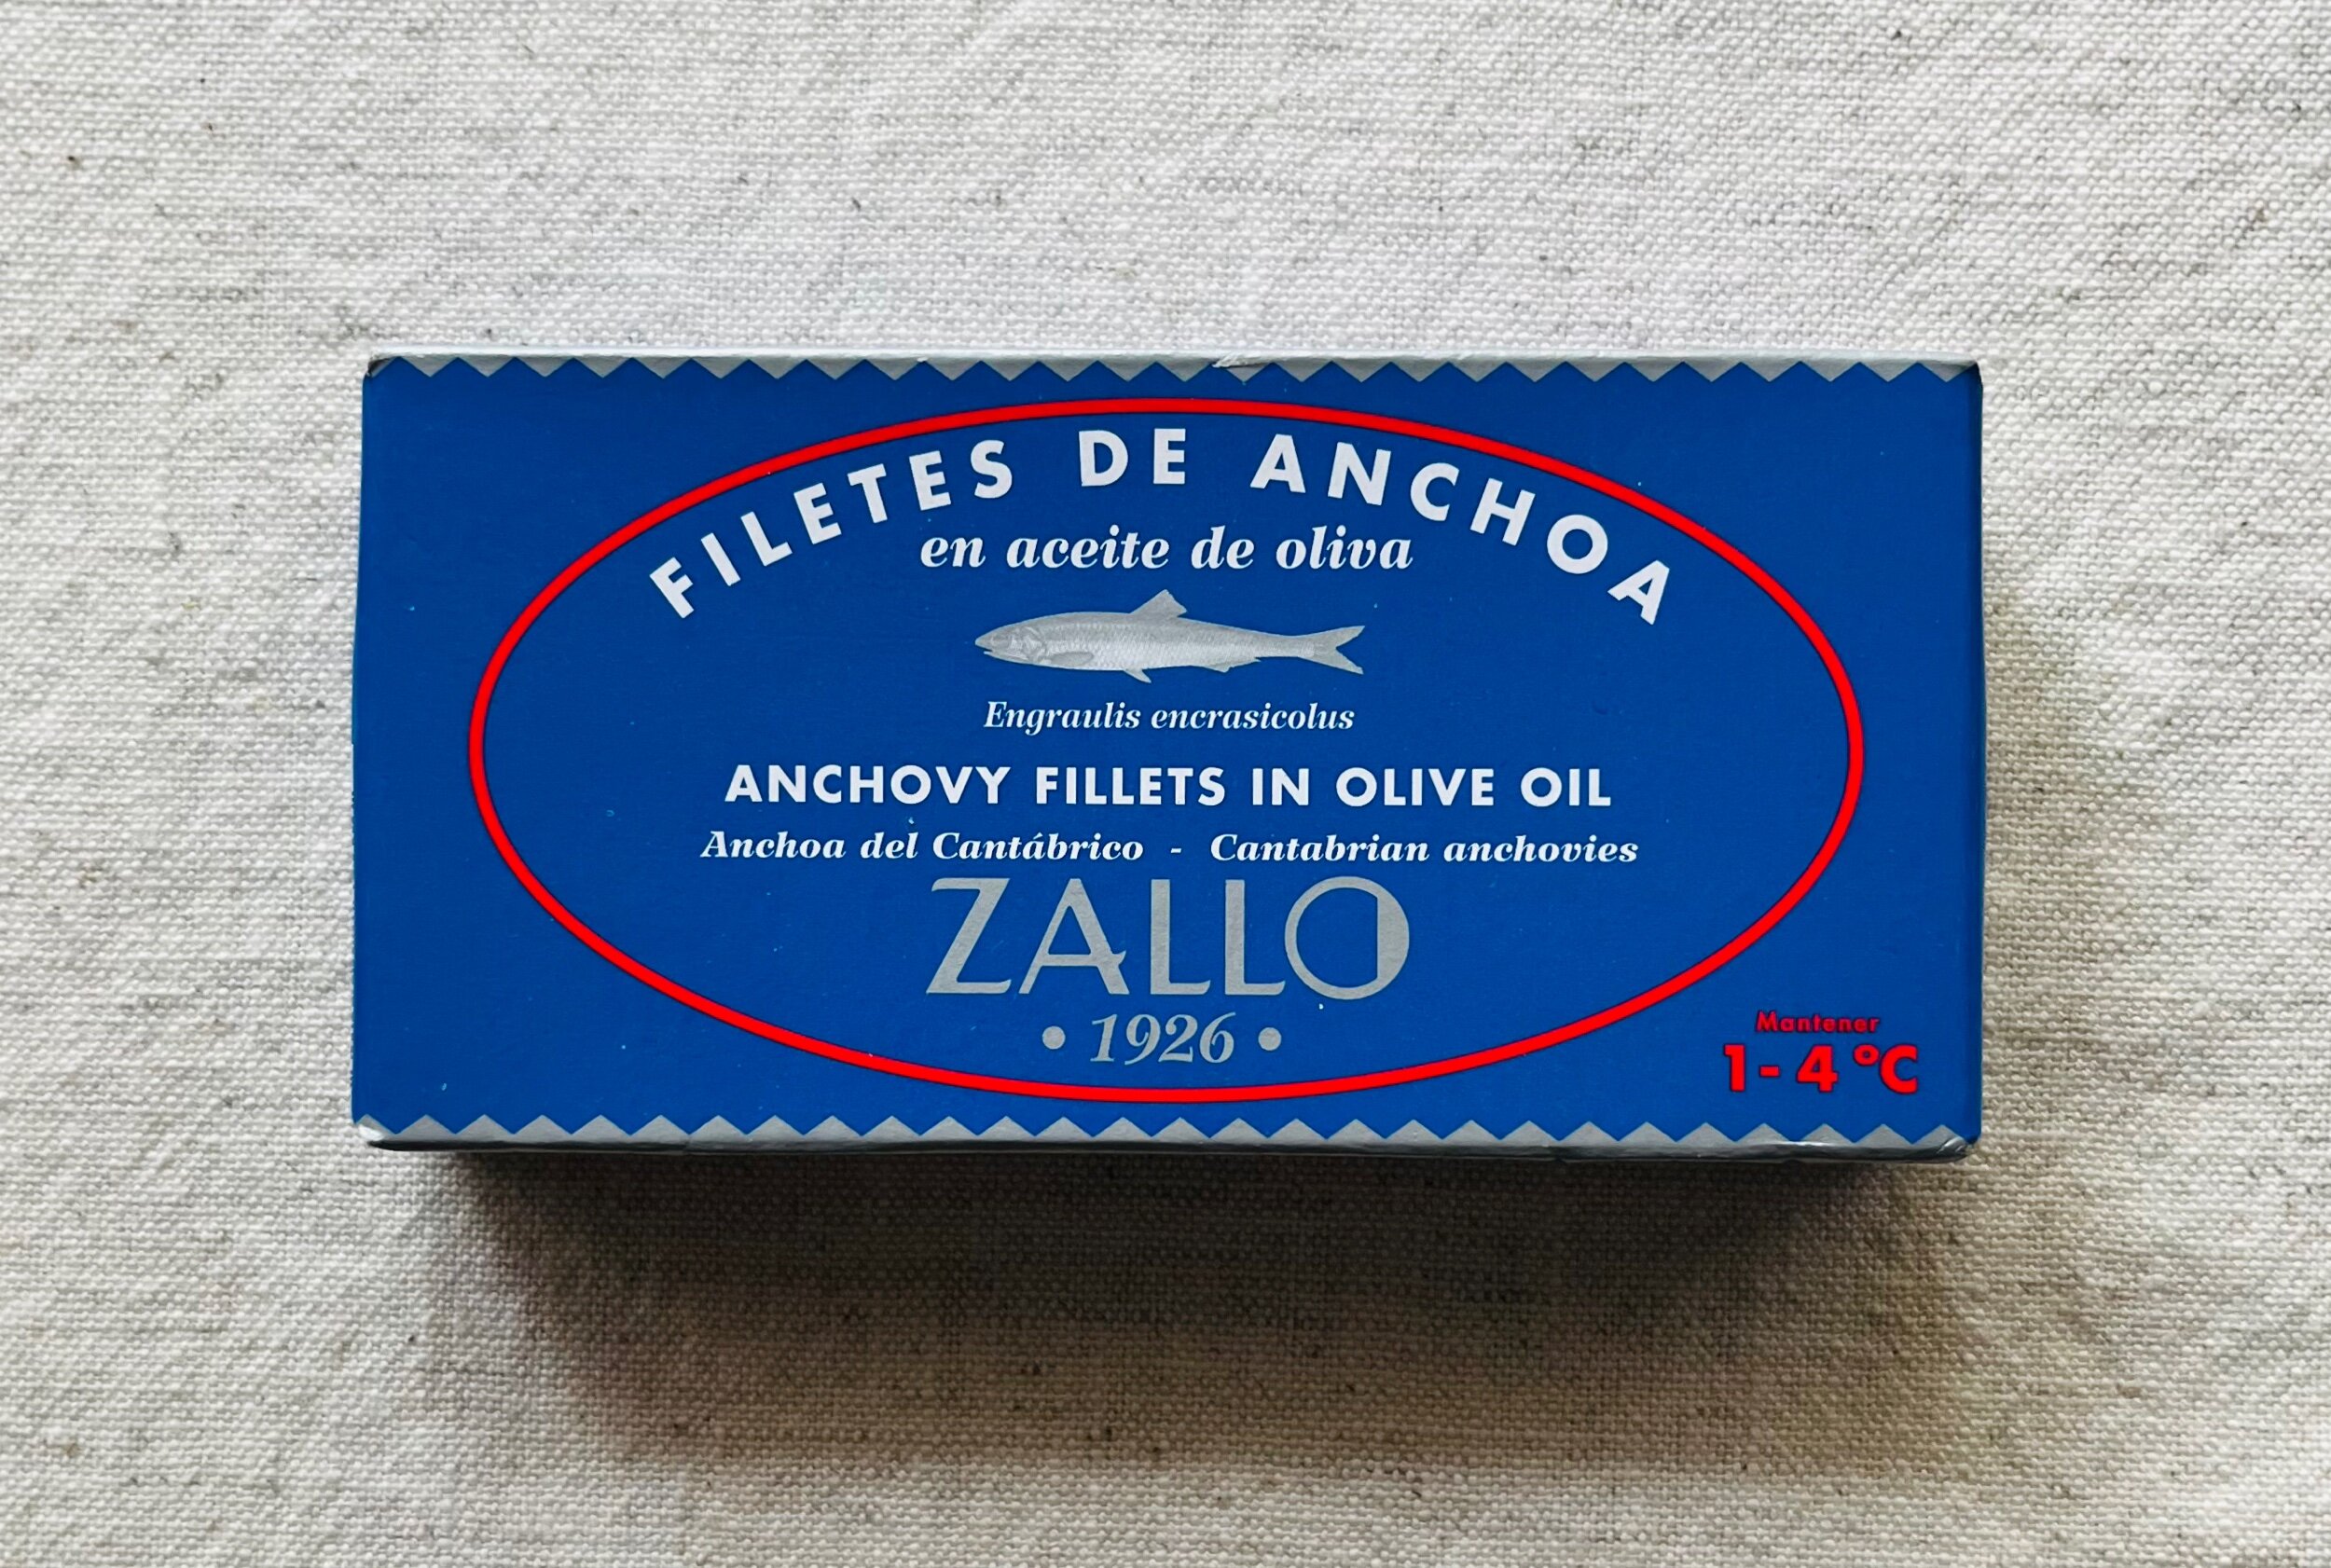 FILETES DE ANCHOA
en aceite de oliva
Engraulis encrasicolus
ANCHOVY FILLETS IN OLIVE OIL
Anchoa del Cantábrico - Cantabrian anchovies
ZALLO
• 1926 •
Mantener
1-4 ºC